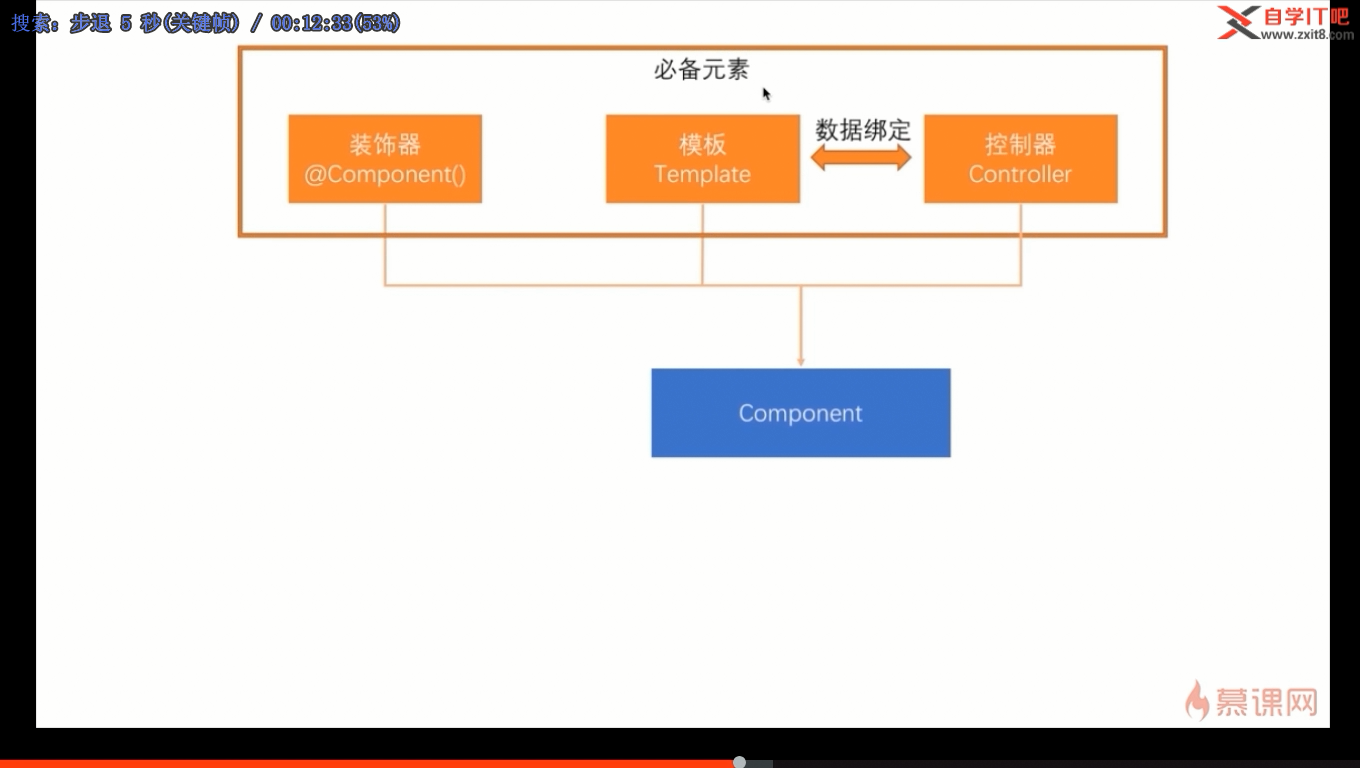 搜索: 步退 5 秒(关键帧) / 00:12:33(53%)
自学IT吧
www.zxit8.com
必备元素
装饰器
@Component()
模板
Template
数据绑定
控制器
Controller
Component
慕课网